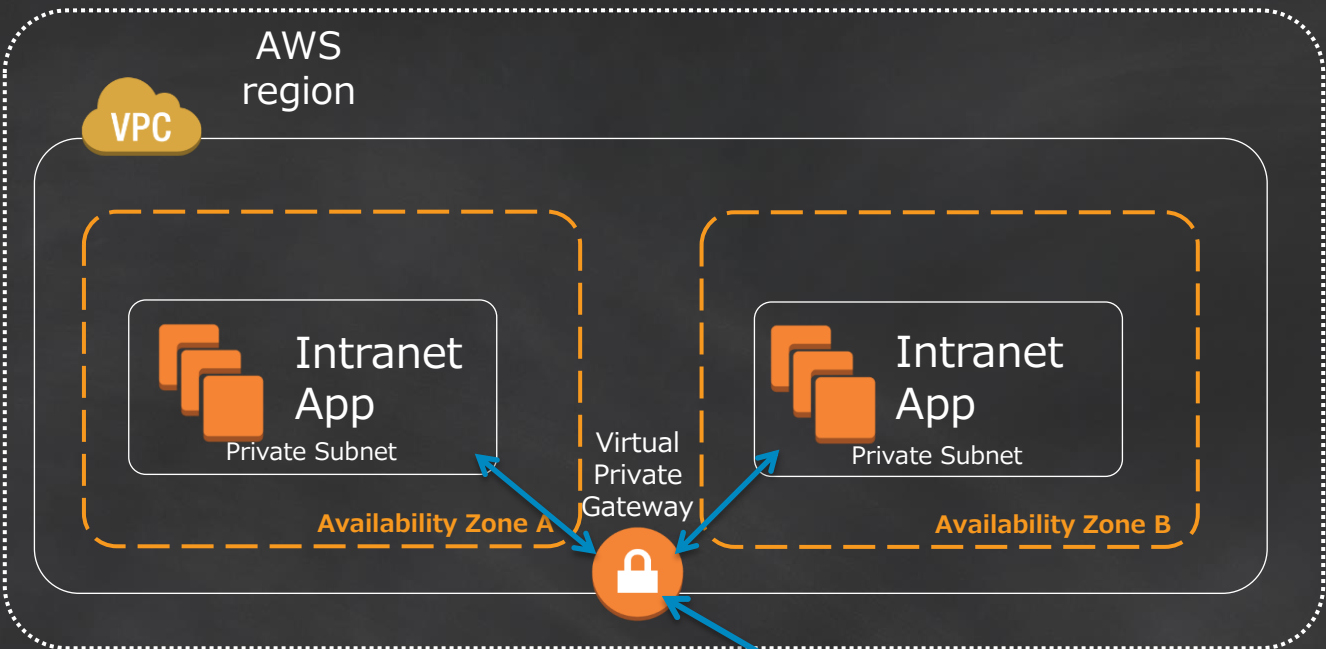 AWS
region
VPC
Intranet
App
Private Subnet
Availability Zone A
Virtual
Private
Gateway
Intranet
App
Private Subnet
Availability Zone B